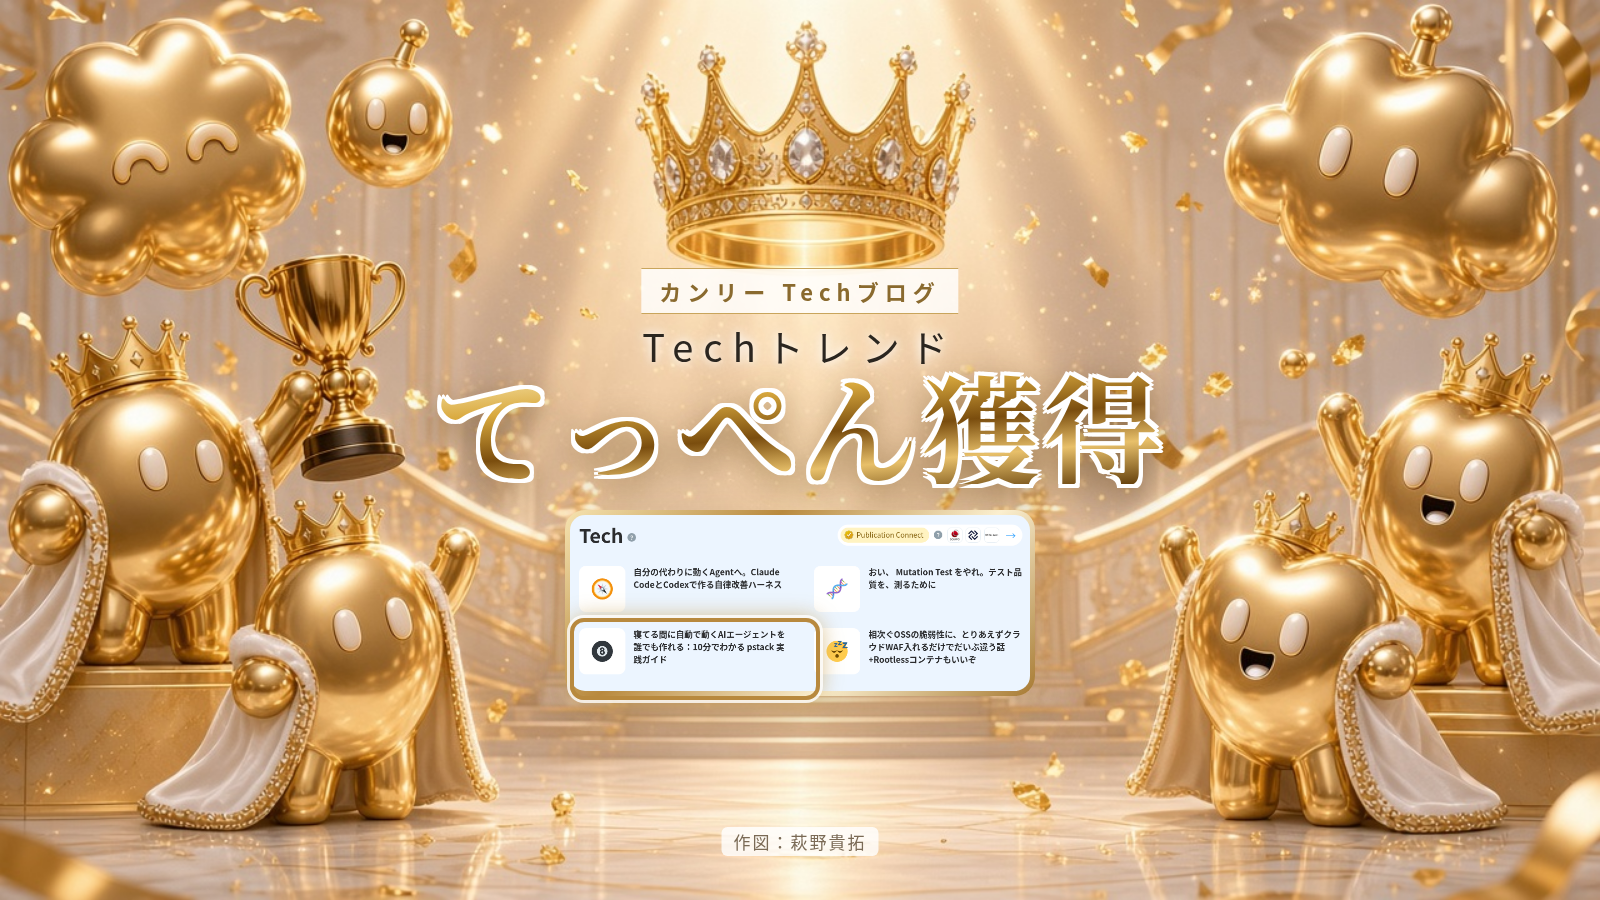 カンリー Techブログ
Techトレンド
てっぺん獲得
Tech
Publication Connect
自分の代わりに動くAgentへ。Claude
CodeとCodexで作る自律改善ハーネス
おい、 Mutation Test をやれ。テスト品
質を、測るために
寝てる間に自動で動くAIエージェントを
誰でも作れる：10分でわかる pstack 実
践ガイド
相次ぐOSSの脆弱性に、とりあえずクラ
ウドWAF入れるだけでだいぶ違う話
+Rootlessコンテナもいいぞ
作図：萩野貴拓